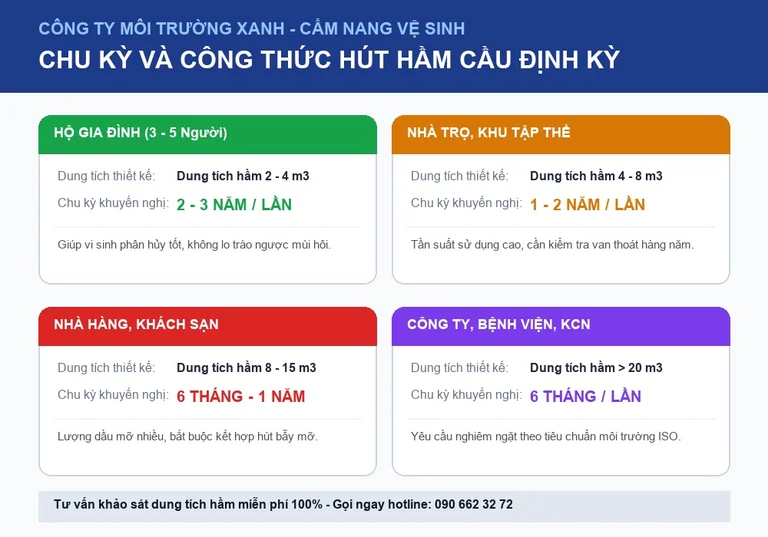 CÔNG TY MÔI TRƯỜNG XANH - CẨM NANG VỆ SINH
CHU KỲ VÀ CÔNG THỨC HÚT HẦM CẦU ĐỊNH KỲ
HỘ GIA ĐÌNH (3 - 5 Người)
Dung tích thiết kế: Dung tích hầm 2 - 4 m3
Chu kỳ khuyến nghị: 2 - 3 NĂM / LẦN
Giúp vi sinh phân hủy tốt, không lo trào ngược mùi hôi.
NHÀ TRỌ, KHU TẬP THỂ
Dung tích thiết kế: Dung tích hầm 4 - 8 m3
Chu kỳ khuyến nghị: 1 - 2 NĂM / LẦN
Tần suất sử dụng cao, cần kiểm tra van thoát hàng năm.
NHÀ HÀNG, KHÁCH SẠN
Dung tích thiết kế: Dung tích hầm 8 - 15 m3
Chu kỳ khuyến nghị: 6 THÁNG - 1 NĂM
Lượng dầu mỡ nhiều, bắt buộc kết hợp hút bẫy mỡ.
CÔNG TY, BỆNH VIỆN, KCN
Dung tích thiết kế: Dung tích hầm > 20 m3
Chu kỳ khuyến nghị: 6 THÁNG / LẦN
Yêu cầu nghiêm ngặt theo tiêu chuẩn môi trường ISO.
Tư vấn khảo sát dung tích hầm miễn phí 100% - Gọi ngay hotline: 090 662 32 72